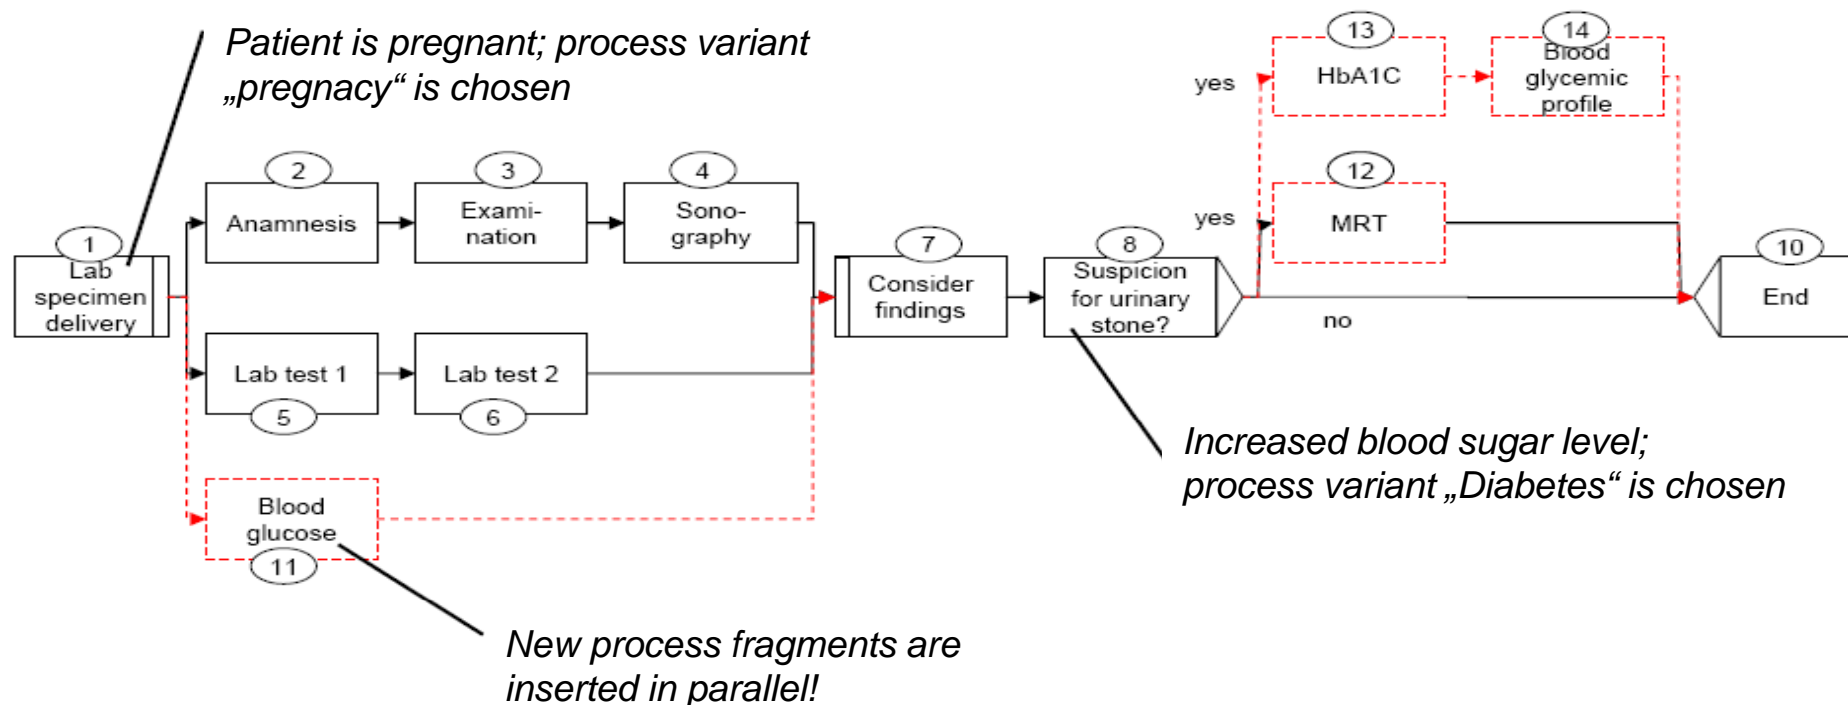 Patient is pregnant; process variant
„pregnacy“ is chosen
1
Lab
specimen
delivery
2
Anamnesis
3
Exami-
nation
4
Sono-
graphy
Lab test 1
5
Lab test 2
6
Blood
glucose
11
New process fragments are
inserted in parallel!
7
Consider
findings
8
Suspicion
for urinary
stone?
Increased blood sugar level;
process variant „Diabetes“ is chosen
yes
13
HbA1C
14
Blood
glycemic
profile
yes
12
MRT
no
10
End